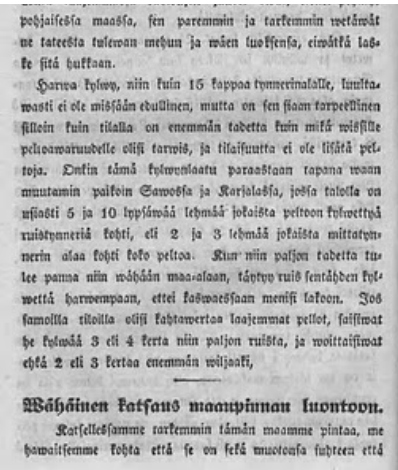 pohjaisessa maassa, sen paremmin ja tarkemmin wetäwät
ne tateesta tulewan mehun ja wäen luoksensa, eiwätkä las-
ke sitä hukkaan.
Harwa kylwy, niin kuin 15 kappaa tynnerinalalle, luulta-
wasti ei ole missään edullinen, mutta on sen siaan tarpeellinen
silloin kuin tilalla on enemmän tadetta kuin mitä wissille
peltoawaruudelle olisi tarwis, ja tilaisuutta ei ole lisätä pel-
toja. Onkin tämä kylwynlaatu paraastaan tapana waan
muutamin paikoin Sawossa ja Karjalassa, jossa talolla on
usiasti 5 ja 10 lypsäwää lehmää jokaista peltoon kylwettyä
ruistynneriä kohti, eli 2 ja 3 lehmää jokaista mittatyn-
nerin alaa kohti koko peltoa. Kun niin paljon tadetta tu-
lee panna niin wähään maa-alaan, täytyy ruis sentähden kyl-
wettä harwempaan, ettei kaswaessaan menisi lakoon. Jos
samoilla tiloilla olisi kahtawertaa laajemmat pellot, saisiwat
he kylwää 3 eli 4 kerta niin paljon ruista, ja woittaisiwat
ehkä 2 eli 3 kertaa enemmän wiljaaki,
Wähäinen katsaus maanpinnan luontoon.
Katsellessamme tarkemmin tämän maamme pintaa, me
hawaitsemme kohta että se on sekä muotonsa suhteen että